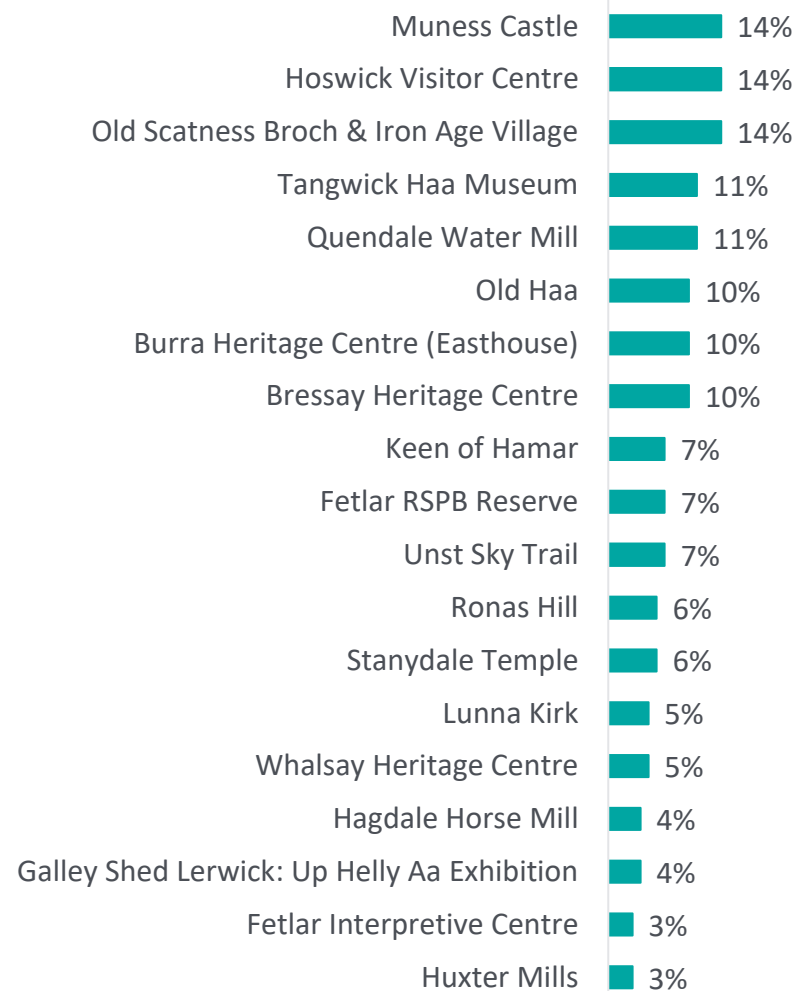 Muness Castle 14%
Hoswick Visitor Centre 14%
Old Scatness Broch & Iron Age Village 14%
Tangwick Haa Museum 11%
Quendale Water Mill 11%
Old Haa 10%
Burra Heritage Centre (Easthouse) 10%
Bressay Heritage Centre 10%
Keen of Hamar 7%
Fetlar RSPB Reserve 7%
Unst Sky Trail 7%
Ronas Hill 6%
Stanydale Temple 6%
Lunna Kirk 5%
Whalsay Heritage Centre 5%
Hagdale Horse Mill 4%
Galley Shed Lerwick: Up Helly Aa Exhibition 4%
Fetlar Interpretive Centre 3%
Huxter Mills 3%